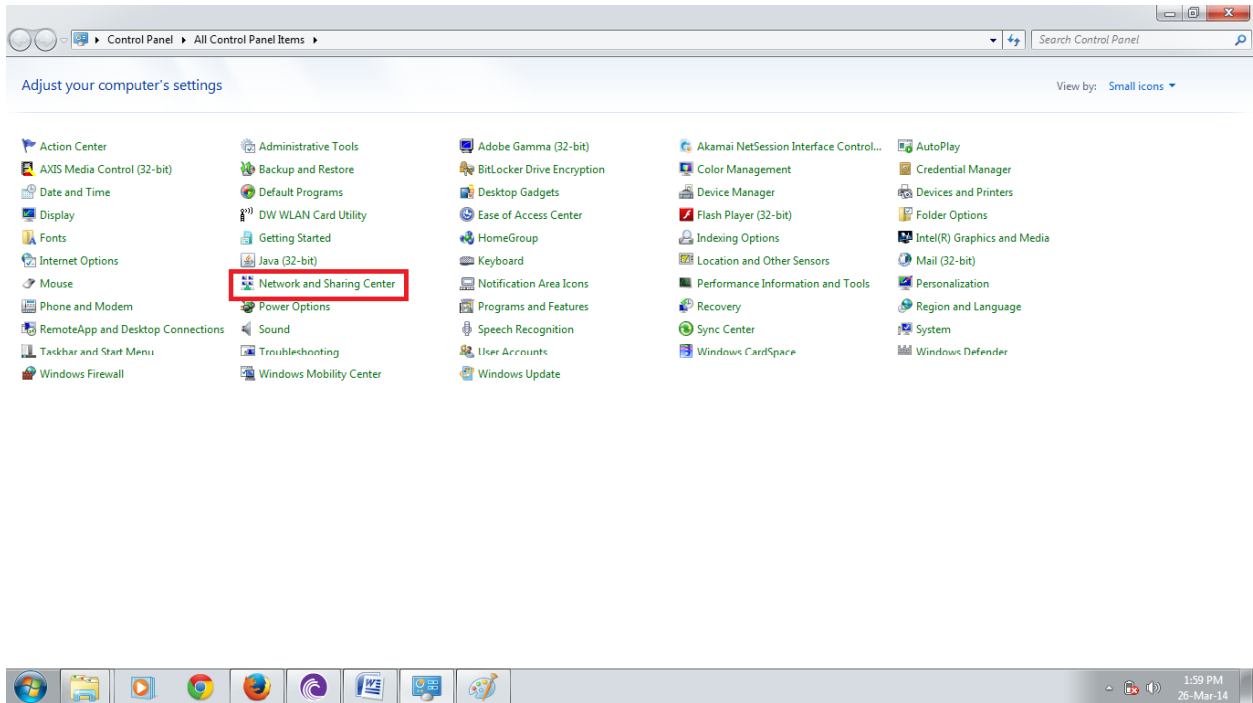 Control Panel ▸ All Control Panel Items ▸ Search Control Panel
Adjust your computer's settings View by: Small icons
Action Center Administrative Tools Adobe Gamma (32-bit) Akamai NetSession Interface Control... AutoPlay
AXIS Media Control (32-bit) Backup and Restore BitLocker Drive Encryption Color Management Credential Manager
Date and Time Default Programs Desktop Gadgets Device Manager Devices and Printers
Display DW WLAN Card Utility Ease of Access Center Flash Player (32-bit) Folder Options
Fonts Getting Started HomeGroup Indexing Options Intel(R) Graphics and Media
Internet Options Java (32-bit) Keyboard Location and Other Sensors Mail (32-bit)
Mouse Network and Sharing Center Notification Area Icons Performance Information and Tools Personalization
Phone and Modem Power Options Programs and Features Recovery Region and Language
RemoteApp and Desktop Connections Sound Speech Recognition Sync Center System
Taskbar and Start Menu Troubleshooting User Accounts Windows CardSpace Windows Defender
Windows Firewall Windows Mobility Center Windows Update
1:59 PM
26-Mar-14